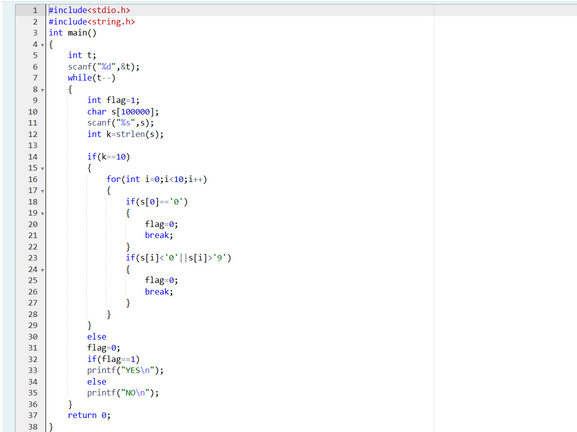 1 #include<stdio.h>
2 #include<string.h>
3 int main()
4 {
5 int t;
6 scanf("%d",&t);
7 while(t--)
8 {
9 int flag=1;
10 char s[100000];
11 scanf("%s",s);
12 int k=strlen(s);
13
14 if(k==10)
15 {
16 for(int i=0;i<10;i++)
17 {
18 if(s[0]=='0')
19 {
20 flag=0;
21 break;
22 }
23 if(s[i]<'0'||s[i]>'9')
24 {
25 flag=0;
26 break;
27 }
28 }
29 }
30 else
31 flag=0;
32 if(flag==1)
33 printf("YES\n");
34 else
35 printf("NO\n");
36 }
37 return 0;
38 }